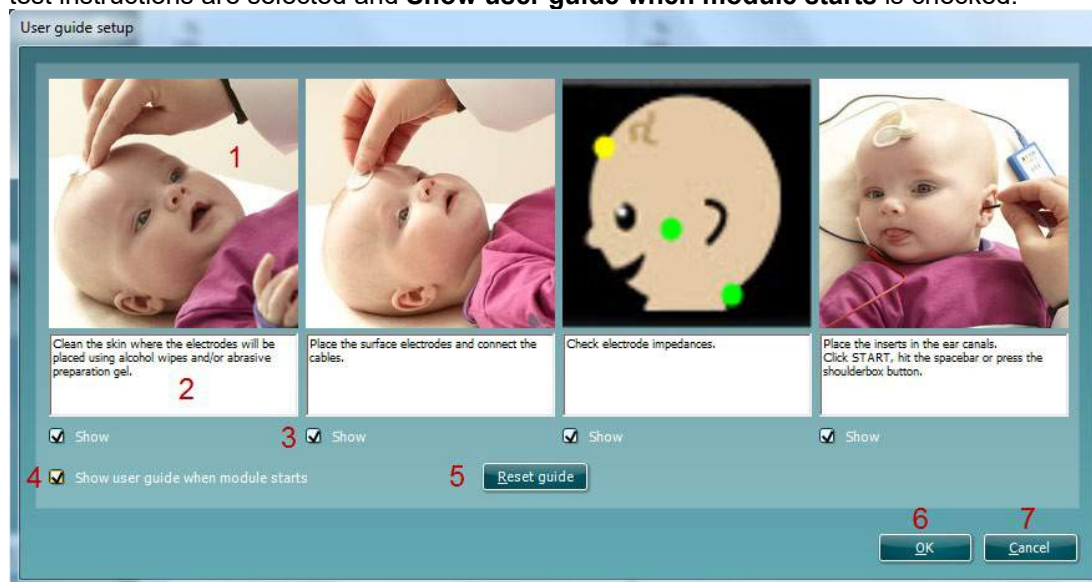 test instructions are selected and Show user guide when module starts is checked.
User guide setup
1
Clean the skin where the electrodes will be
placed using alcohol wipes and/or abrasive
preparation gel.
2
Place the surface electrodes and connect the
cables.
Check electrode impedances.
Place the inserts in the ear canals.
Click START, hit the spacebar or press the
shoulderbox button.
Show
3 Show
Show
Show
4 Show user guide when module starts
5 Reset guide
6 7
OK Cancel